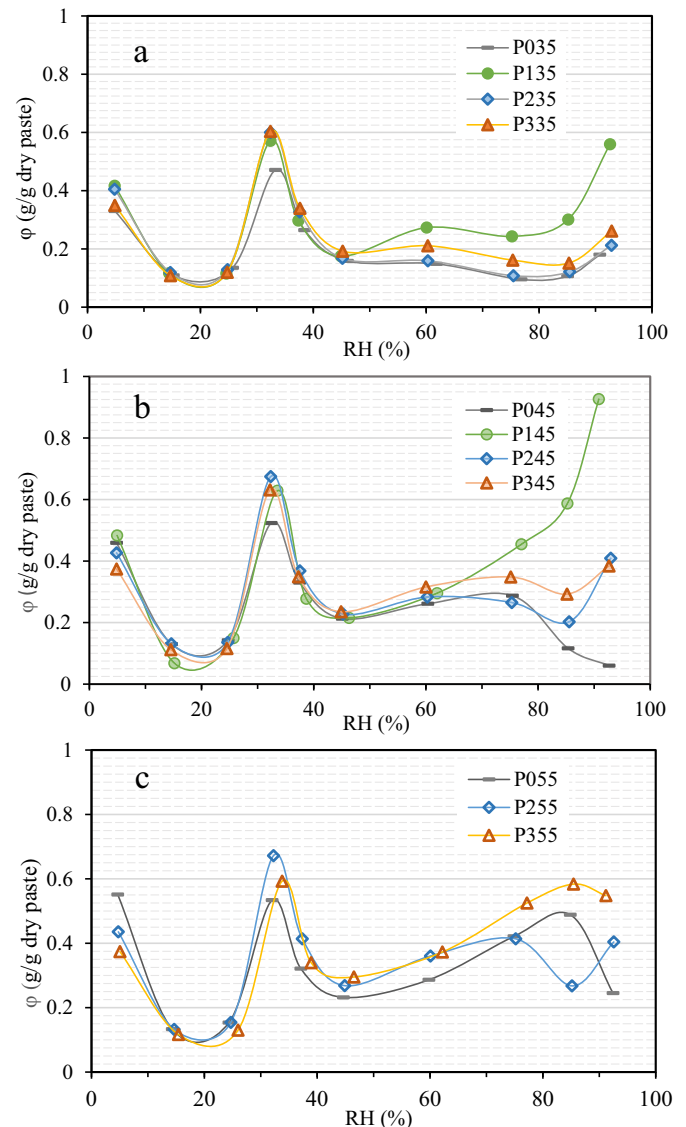 a
P035
P135
P235
P335
1
0.8
0.6
0.4
0.2
0
φ (g/g dry paste)
0 20 40 60 80 100
RH (%)
b
P045
P145
P245
P345
1
0.8
0.6
0.4
0.2
0
φ (g/g dry paste)
0 20 40 60 80 100
RH (%)
c
P055
P255
P355
1
0.8
0.6
0.4
0.2
0
φ (g/g dry paste)
0 20 40 60 80 100
RH (%)